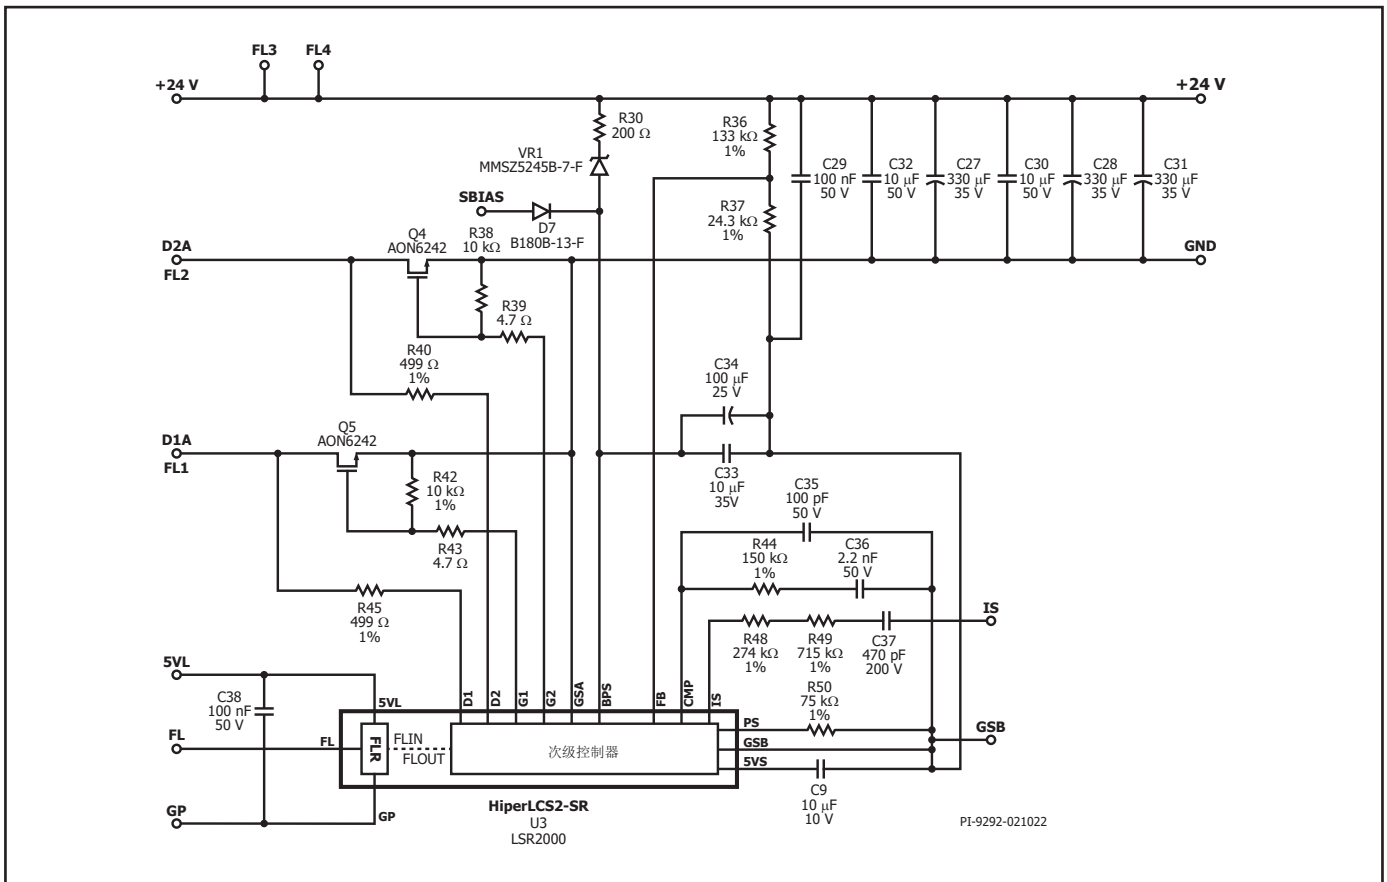 FL3
FL4
+24 V
+24 V
R30
200 Ω
R36
133 kΩ
1%
VR1
MMSZ5245B-7-F
C29
100 nF
50 V
C32
10 μF
50 V
C27
330 μF
35 V
C30
10 μF
50 V
C28
330 μF
35 V
C31
330 μF
35 V
SBIAS
R37
24.3 kΩ
1%
D7
B180B-13-F
D2A
FL2
Q4
AON6242
R38
10 kΩ
GND
R39
4.7 Ω
R40
499 Ω
1%
C34
100 μF
25 V
D1A
FL1
Q5
AON6242
R42
10 kΩ
1%
C33
10 μF
35V
C35
100 pF
50 V
R43
4.7 Ω
R44
150 kΩ
1%
C36
2.2 nF
50 V
R45
499 Ω
1%
IS
R48
274 kΩ
1%
R49
715 kΩ
1%
C37
470 pF
200 V
5VL
C38
100 nF
50 V
5VL
D1
D2
G1
G2
GSA
BPS
FB
CMP
IS
R50
75 kΩ
1%
PS
GSB
5VS
GSB
FL
FL
FLR
FLIN
FLOUT
次级控制器
C9
10 μF
10 V
GP
GP
HiperLCS2-SR
U3
LSR2000
PI-9292-021022